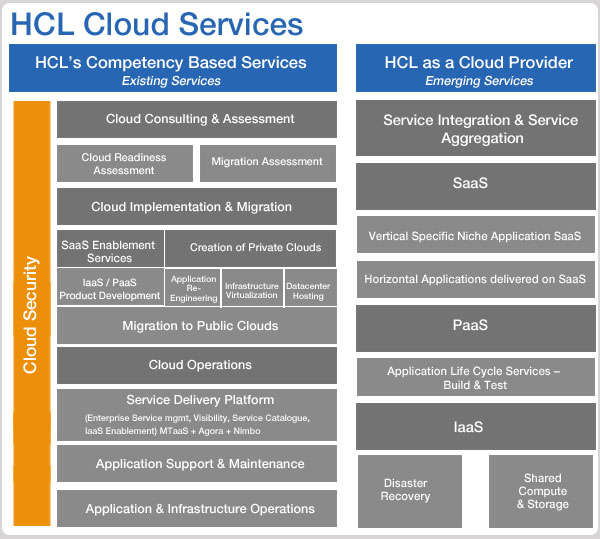 HCL Cloud Services
HCL's Competency Based Services
Existing Services
Cloud Security
Cloud Consulting & Assessment
Cloud Readiness
Assessment
Migration Assessment
Cloud Implementation & Migration
SaaS Enablement
Services
Creation of Private Clouds
IaaS / PaaS
Product Development
Application
Re-
Engineering
Infrastructure
Virtualization
Datacenter
Hosting
Migration to Public Clouds
Cloud Operations
Service Delivery Platform
(Enterprise Service mgmt, Visibility, Service Catalogue,
IaaS Enablement) MTaaS + Agora + Nimbo
Application Support & Maintenance
Application & Infrastructure Operations
HCL as a Cloud Provider
Emerging Services
Service Integration & Service
Aggregation
SaaS
Vertical Specific Niche Application SaaS
Horizontal Applications delivered on SaaS
PaaS
Application Life Cycle Services –
Build & Test
IaaS
Disaster
Recovery
Shared
Compute
& Storage